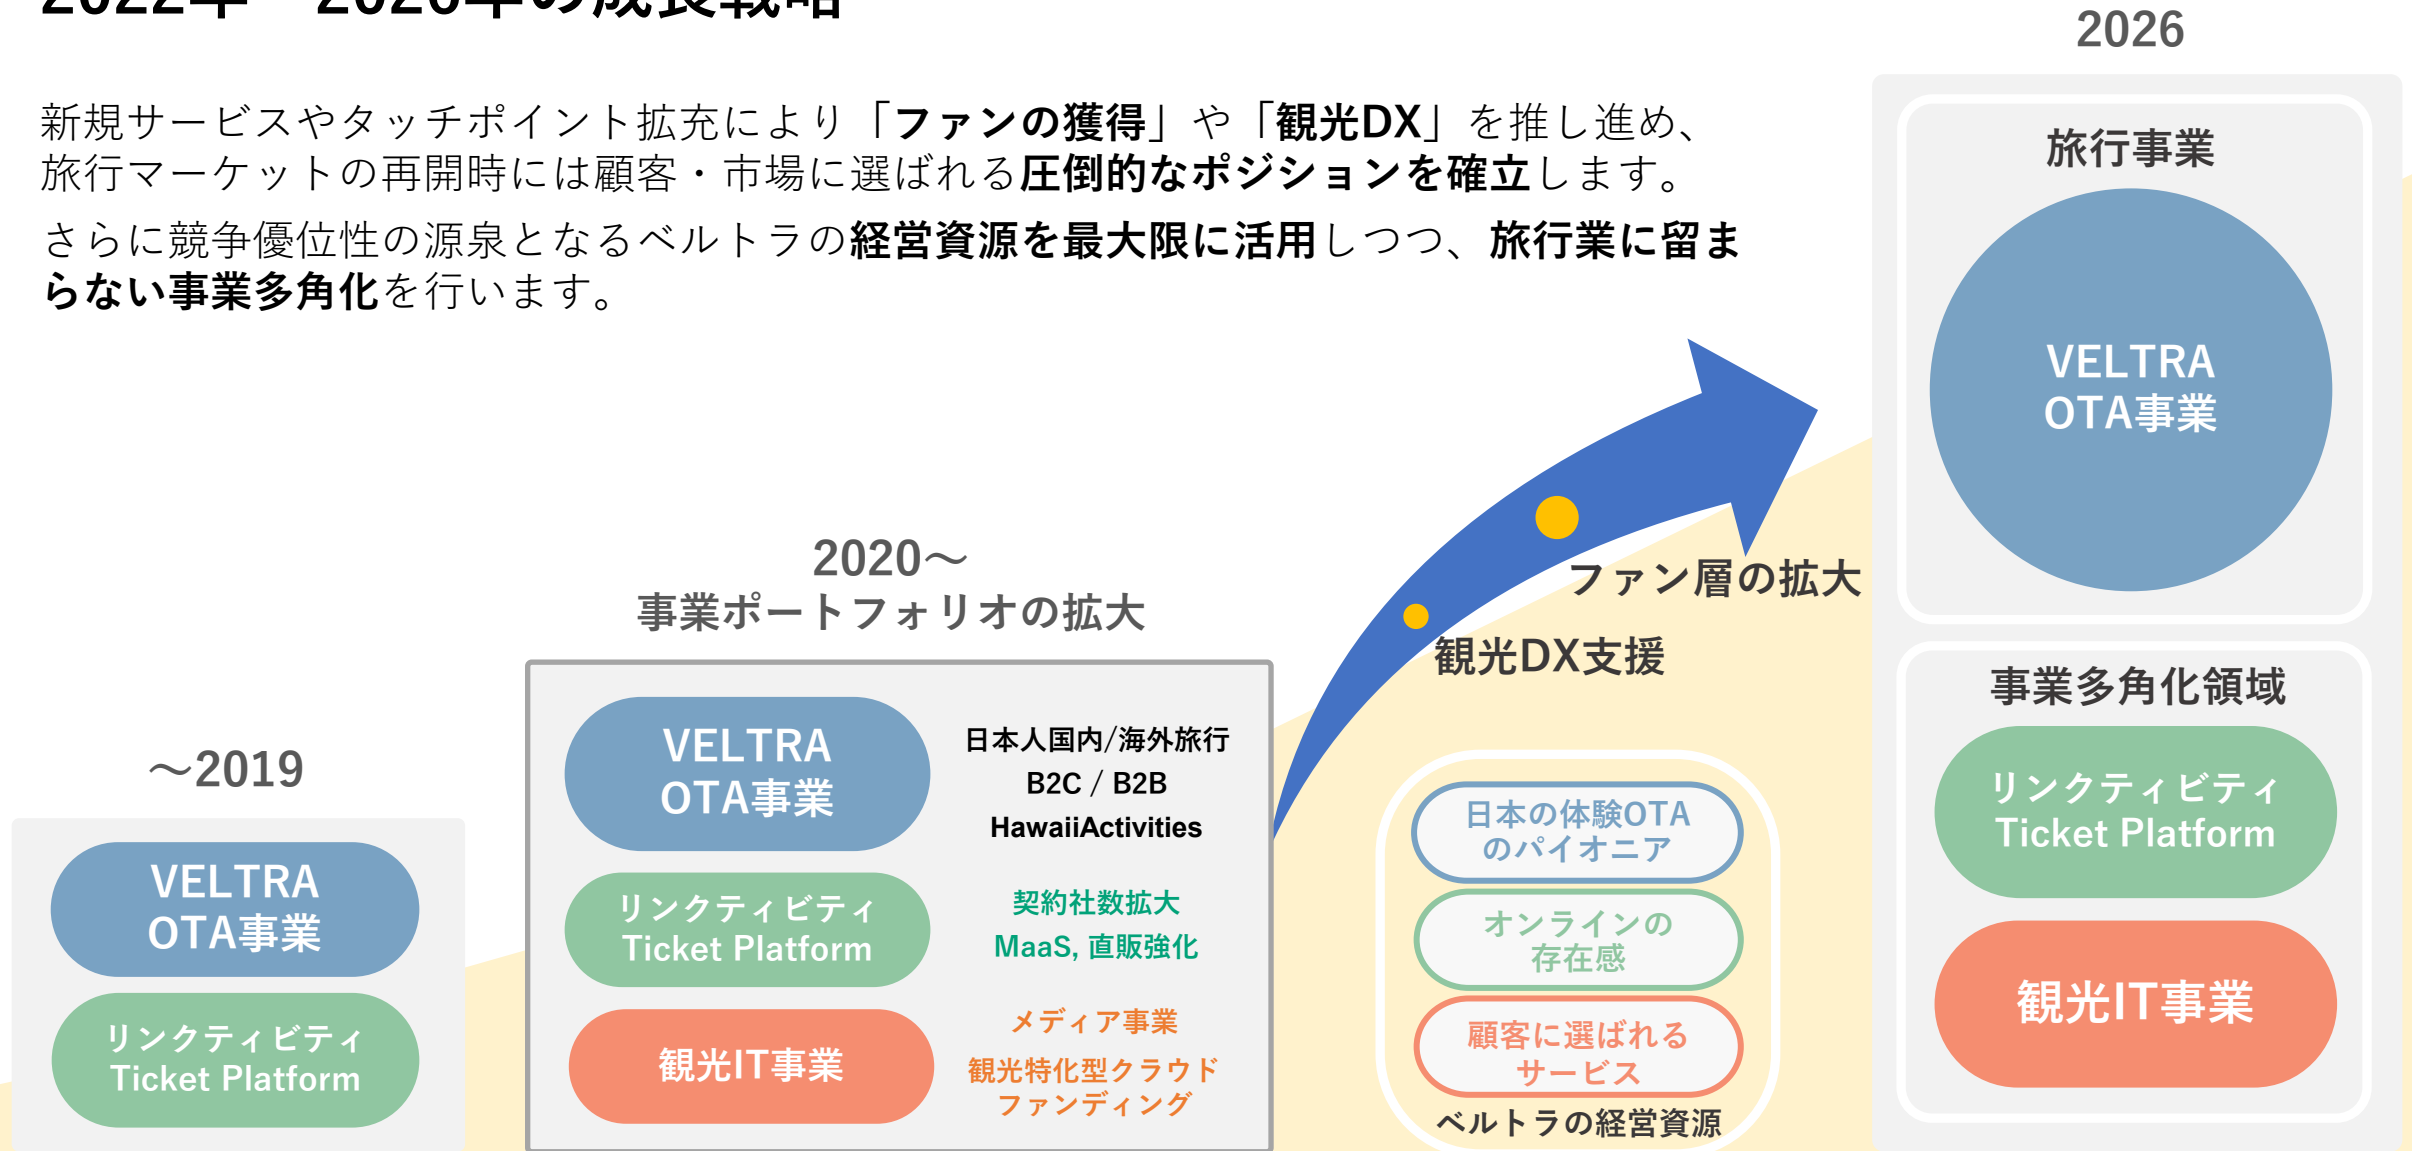 2022年～2026年の成長戦略
新規サービスやタッチポイント拡充により「ファンの獲得」や「観光DX」を推し進め、
旅行マーケットの再開時には顧客・市場に選ばれる圧倒的なポジションを確立します。
さらに競争優位性の源泉となるベルトラの経営資源を最大限に活用しつつ、旅行業に留ま
らない事業多角化を行います。
～2019
VELTRA
OTA事業
リンクティビティ
Ticket Platform
2020～
事業ポートフォリオの拡大
VELTRA
OTA事業
日本人国内/海外旅行
B2C / B2B
HawaiiActivities
リンクティビティ
Ticket Platform
契約社数拡大
MaaS, 直販強化
観光IT事業
メディア事業
観光特化型クラウド
ファンディング
ファン層の拡大
観光DX支援
日本の体験OTA
のパイオニア
オンラインの
存在感
顧客に選ばれる
サービス
ベルトラの経営資源
2026
旅行事業
VELTRA
OTA事業
事業多角化領域
リンクティビティ
Ticket Platform
観光IT事業